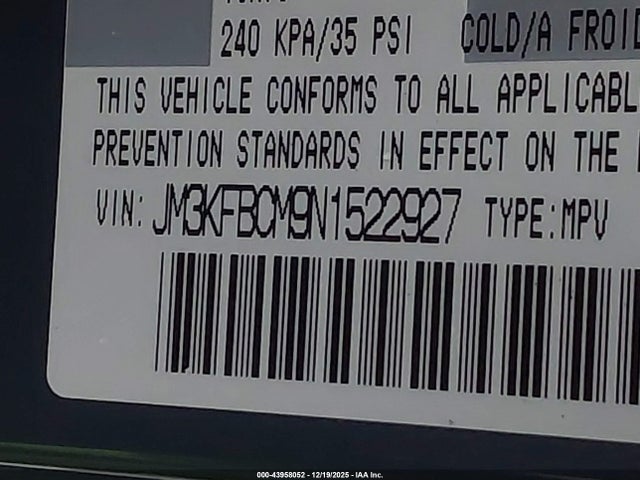 240 KPA/35 PSI COLD/A FROID
THIS VEHICLE CONFORMS TO ALL APPLICABL
PREVENTION STANDARDS IN EFFECT ON THE
VIN: JM3KFBCM9N1522927 TYPE:MPV
000-43958052 - 12/19/2025 - IAA Inc.